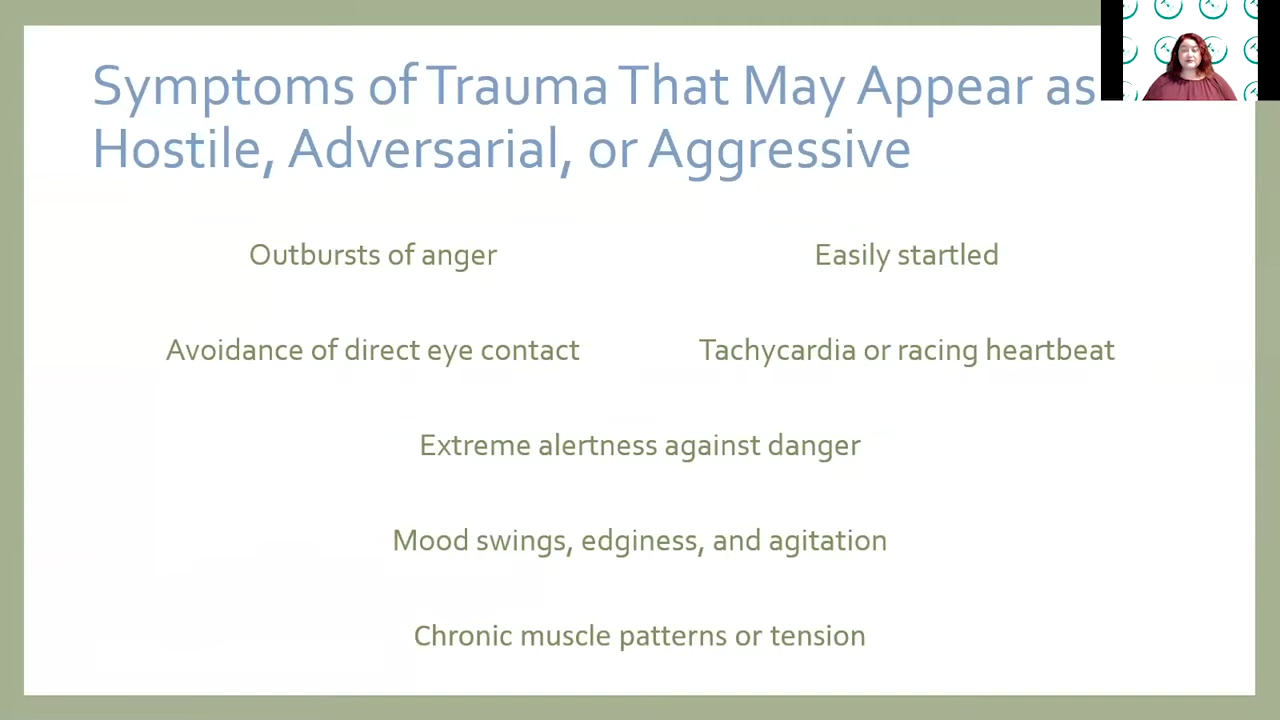 Symptoms of Trauma That May Appear as
Hostile, Adversarial, or Aggressive
Outbursts of anger
Easily startled
Avoidance of direct eye contact
Tachycardia or racing heartbeat
Extreme alertness against danger
Mood swings, edginess, and agitation
Chronic muscle patterns or tension